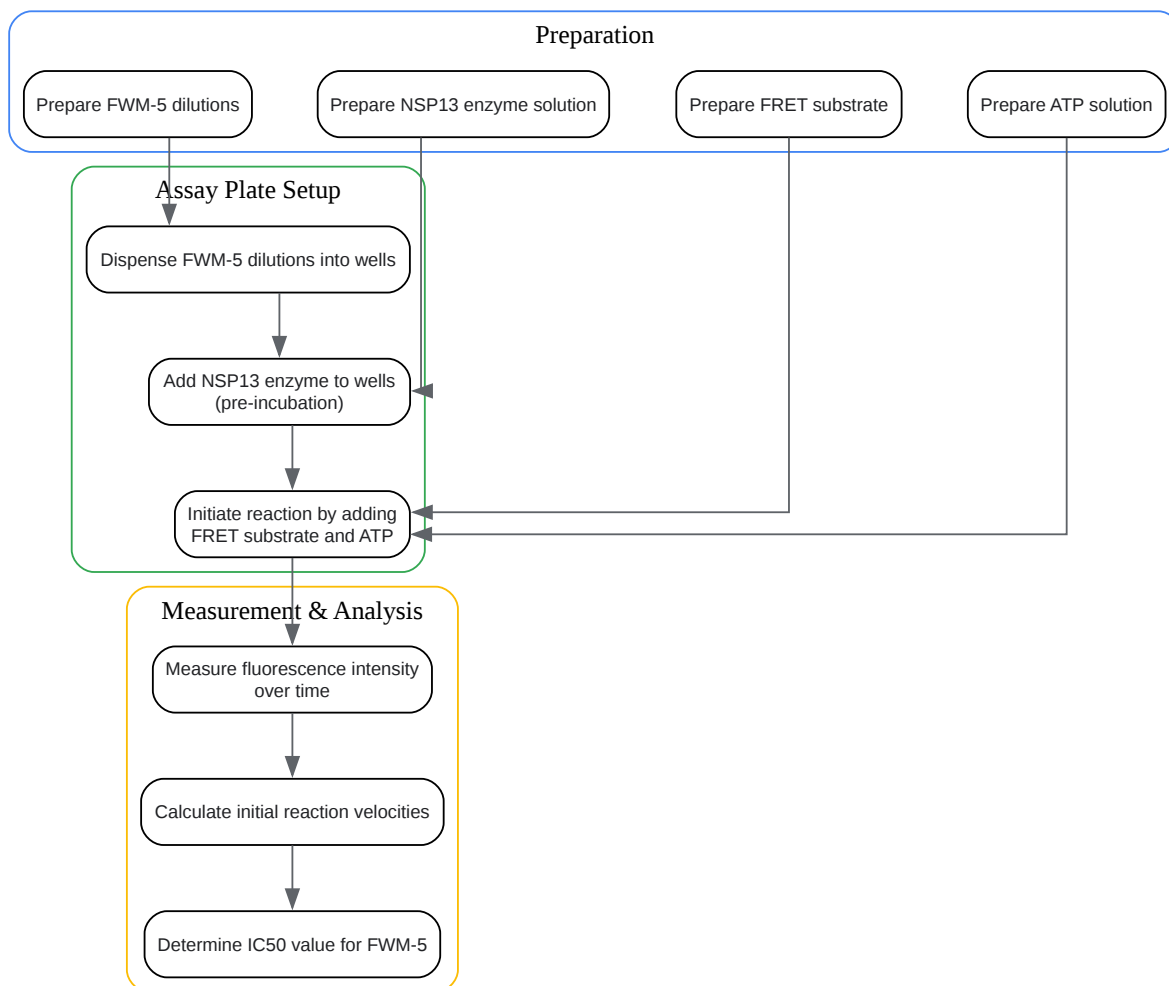 Preparation
Prepare FWM-5 dilutions
Prepare NSP13 enzyme solution
Prepare FRET substrate
Prepare ATP solution
Assay Plate Setup
Dispense FWM-5 dilutions into wells
Add NSP13 enzyme to wells
(pre-incubation)
Initiate reaction by adding
FRET substrate and ATP
Measurement & Analysis
Measure fluorescence intensity
over time
Calculate initial reaction velocities
Determine IC50 value for FWM-5